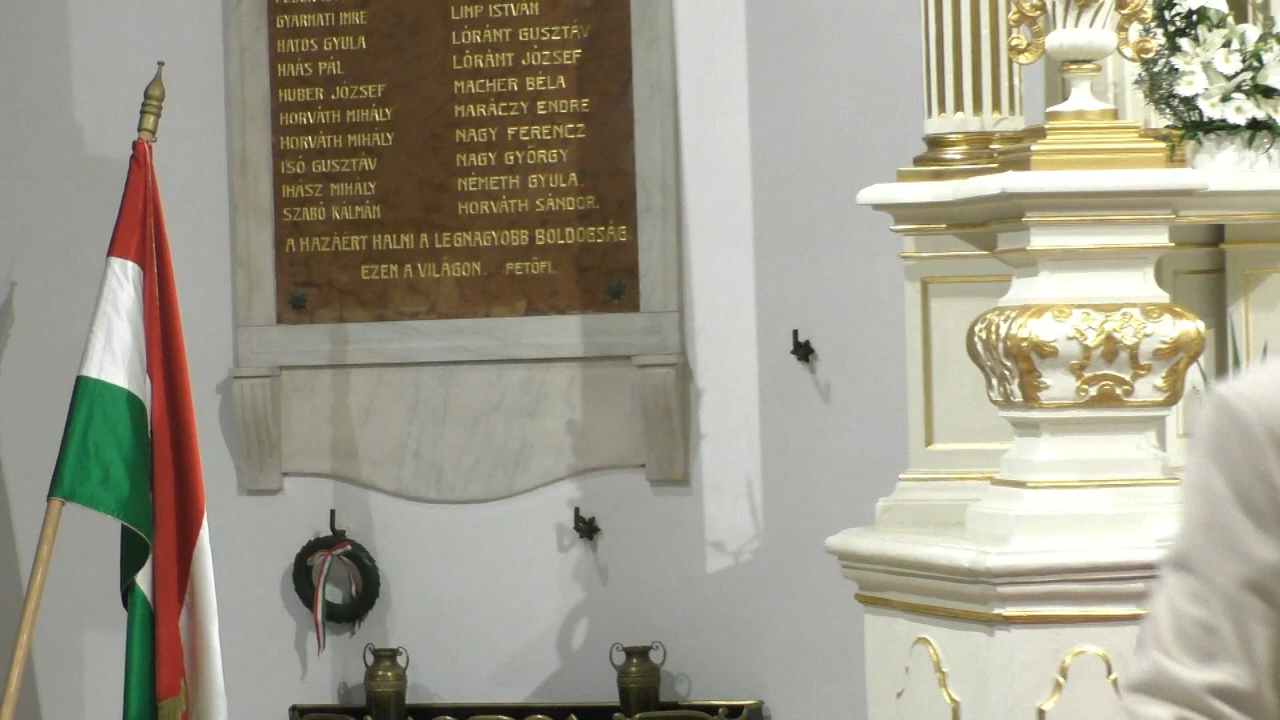 GYARMATI IMRE
HATOS GYULA
HAÁS PÁL
HUBER JÓZSEF
HORVÁTH MIHÁLY
HORVÁTH MIHÁLY
ISÓ GUSZTÁV
IHÁSZ MIHÁLY
SZABÓ KÁLMÁN
LIMP ISTVÁN
LÓRÁNT GUSZTÁV
LÓRÁNT JÓZSEF
MACHER BÉLA
MARÁCZY ENDRE
NAGY FERENCZ
NAGY GYÖRGY
NÉMETH GYULA.
HORVÁTH SÁNDOR.
A HAZÁÉRT HALNI A LEGNAGYOBB BOLDOGSÁG
EZEN A VILÁGON. PETŐFI.